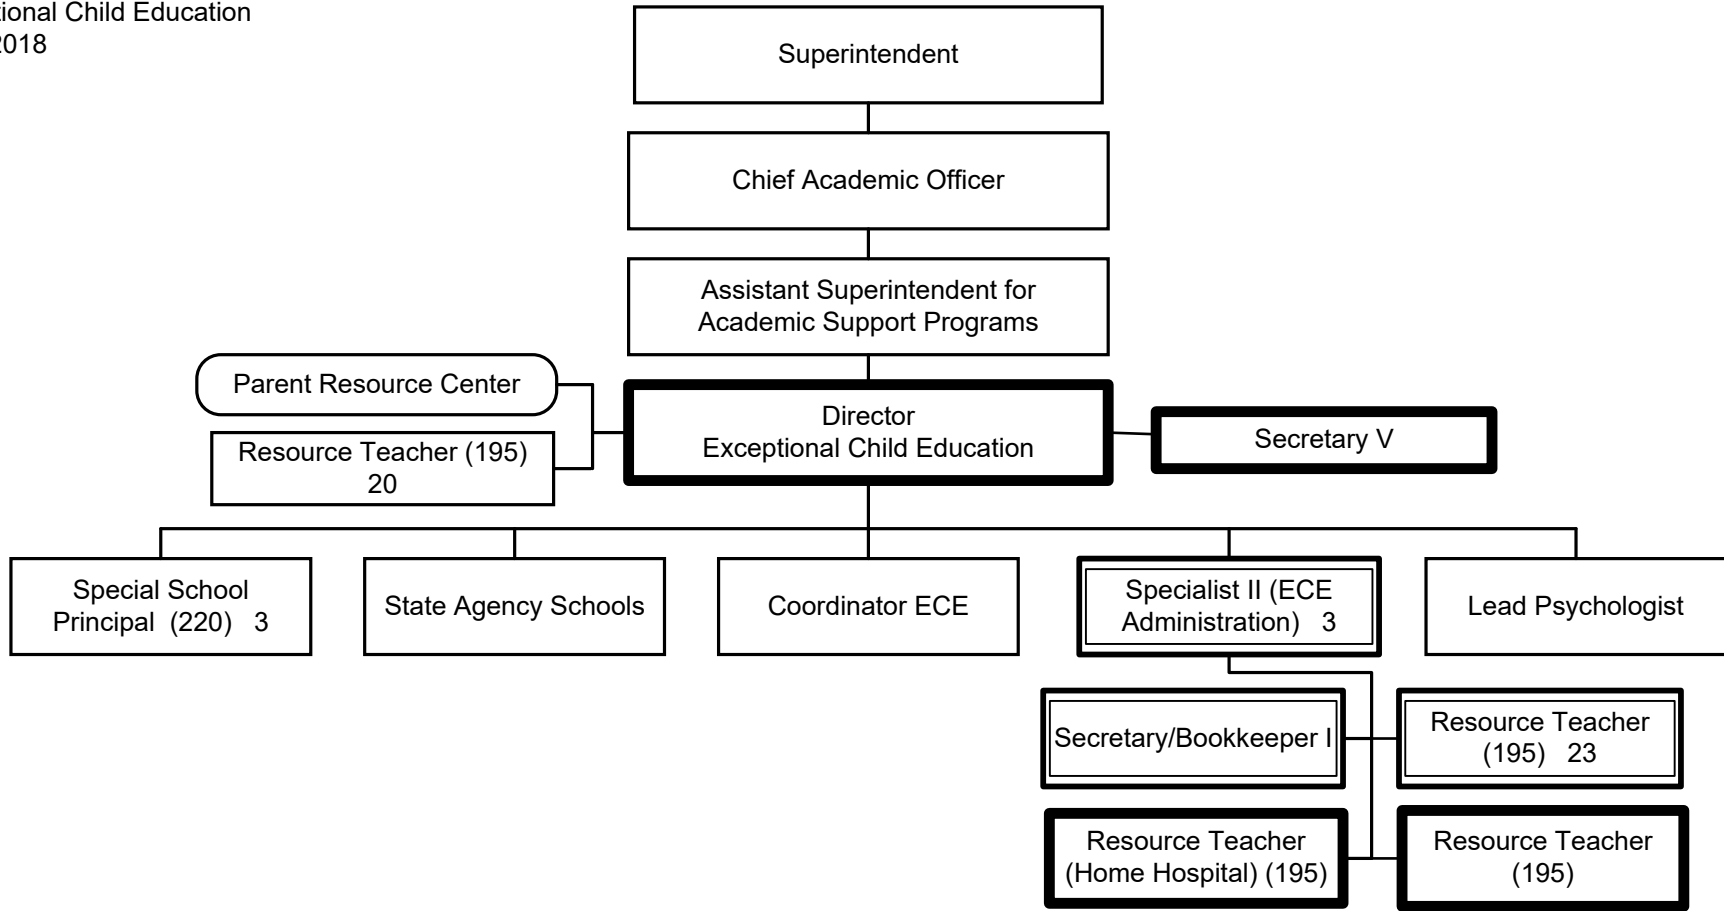 tional Child Education
2018
Superintendent
Chief Academic Officer
Assistant Superintendent for
Academic Support Programs
Parent Resource Center
Resource Teacher (195)
20
Director
Exceptional Child Education
Secretary V
Special School
Principal (220) 3
State Agency Schools
Coordinator ECE
Specialist II (ECE
Administration) 3
Lead Psychologist
Secretary/Bookkeeper I
Resource Teacher
(195) 23
Resource Teacher
(Home Hospital) (195)
Resource Teacher
(195)